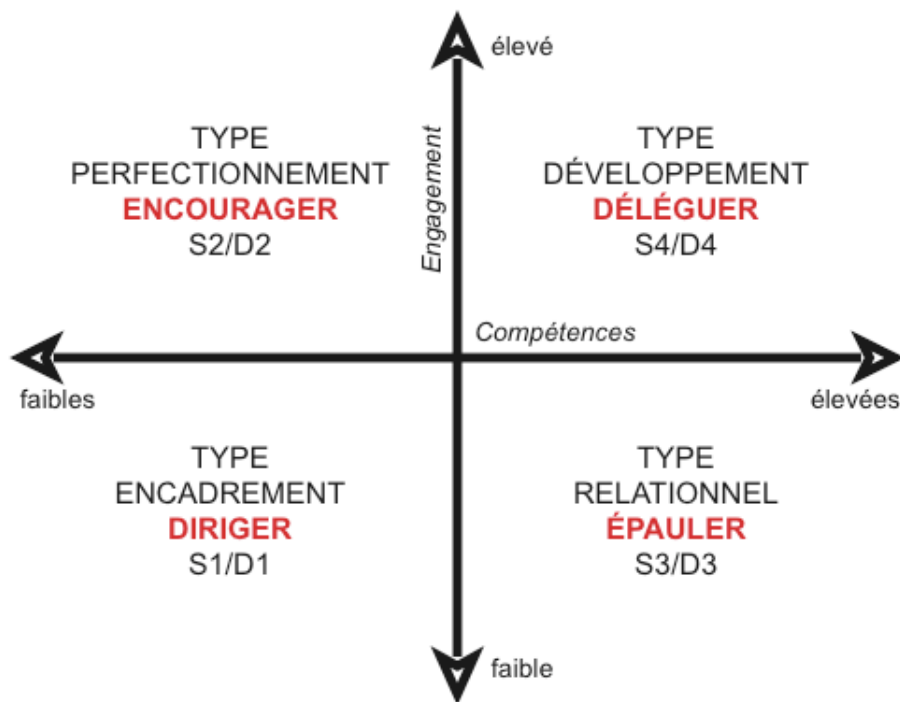 élevé
TYPE
PERFECTIONNEMENT
ENCOURAGER
S2/D2
Engagement
TYPE
DÉVELOPPEMENT
DÉLÉGUER
S4/D4
Compétences
faibles
élevées
TYPE
ENCADREMENT
DIRIGER
S1/D1
TYPE
RELATIONNEL
ÉPAULER
S3/D3
faible